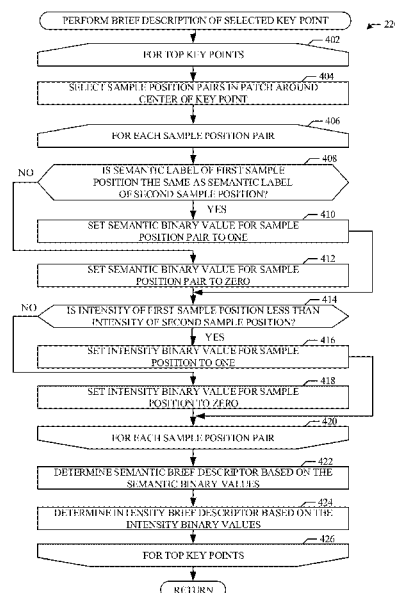 PERFORM BRIEF DESCRIPTION OF SELECTED KEY POINT
220
402
FOR TOP KEY POINTS
404
SELECT SAMPLE POSITION PAIRS IN PATCH AROUND
CENTER OF KEY POINT
406
FOR EACH SAMPLE POSITION PAIR
408
NO
IS SEMANTIC LABEL OF FIRST SAMPLE
POSITION THE SAME AS SEMANTIC LABEL
OF SECOND SAMPLE POSITION?
YES
410
SET SEMANTIC BINARY VALUE FOR SAMPLE
POSITION PAIR TO ONE
412
SET SEMANTIC BINARY VALUE FOR SAMPLE
POSITION PAIR TO ZERO
414
NO
IS INTENSITY OF FIRST SAMPLE POSITION LESS THAN
INTENSITY OF SECOND SAMPLE POSITION?
YES
416
SET INTENSITY BINARY VALUE FOR SAMPLE
POSITION TO ONE
418
SET INTENSITY BINARY VALUE FOR SAMPLE
POSITION TO ZERO
420
FOR EACH SAMPLE POSITION PAIR
422
DETERMINE SEMANTIC BRIEF DESCRIPTOR BASED ON THE
SEMANTIC BINARY VALUES
424
DETERMINE INTENSITY BRIEF DESCRIPTOR BASED ON THE
INTENSITY BINARY VALUES
426
FOR TOP KEY POINTS
RETURN